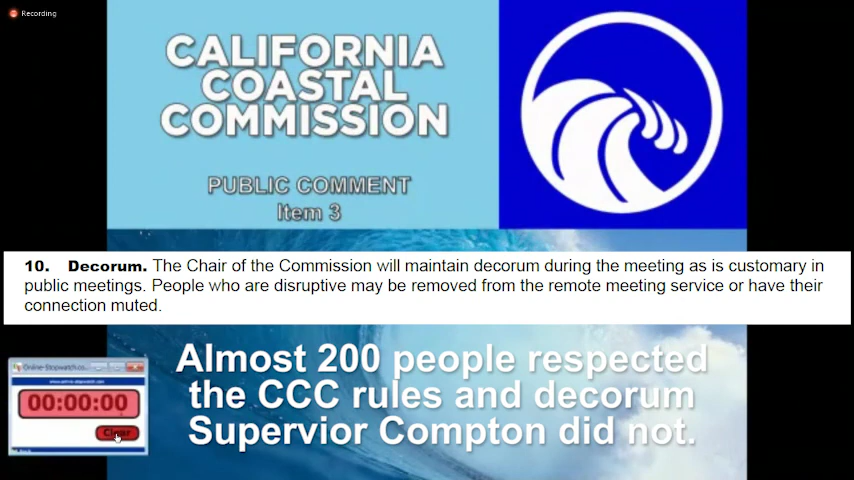 Recording
CALIFORNIA
COASTAL
COMMISSION
PUBLIC COMMENT
Item 3
10. Decorum. The Chair of the Commission will maintain decorum during the meeting as is customary in
public meetings. People who are disruptive may be removed from the remote meeting service or have their
connection muted.
00:00:00
Clear
Almost 200 people respected
the CCC rules and decorum
Supervior Compton did not.